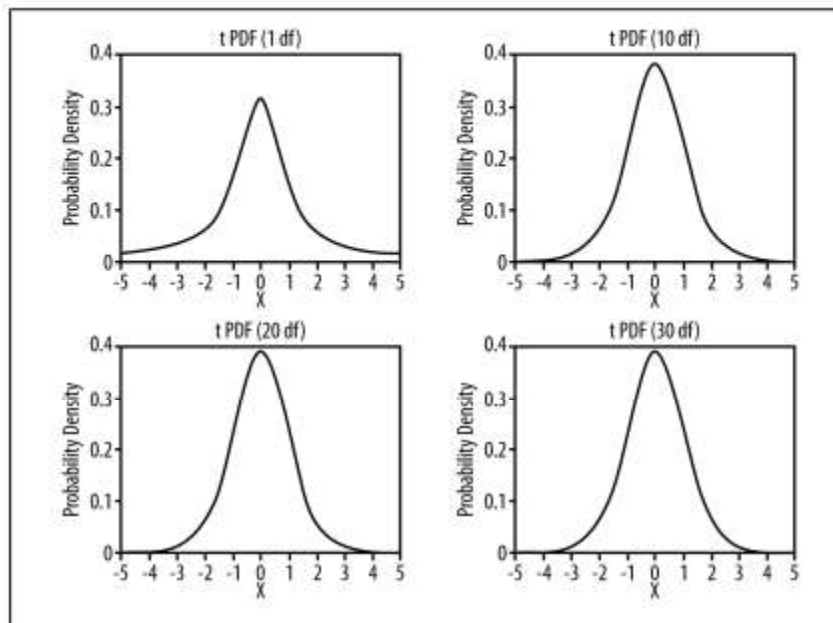 t PDF (1 df)
Probability Density
0.4
0.3
0.2
0.1
0
-5 -4 -3 -2 -1 0 1 2 3 4 5
X
t PDF (10 df)
Probability Density
0.4
0.3
0.2
0.1
0
-5 -4 -3 -2 -1 0 1 2 3 4 5
X
t PDF (20 df)
Probability Density
0.4
0.3
0.2
0.1
0
-5 -4 -3 -2 -1 0 1 2 3 4 5
X
t PDF (30 df)
Probability Density
0.4
0.3
0.2
0.1
0
-5 -4 -3 -2 -1 0 1 2 3 4 5
X